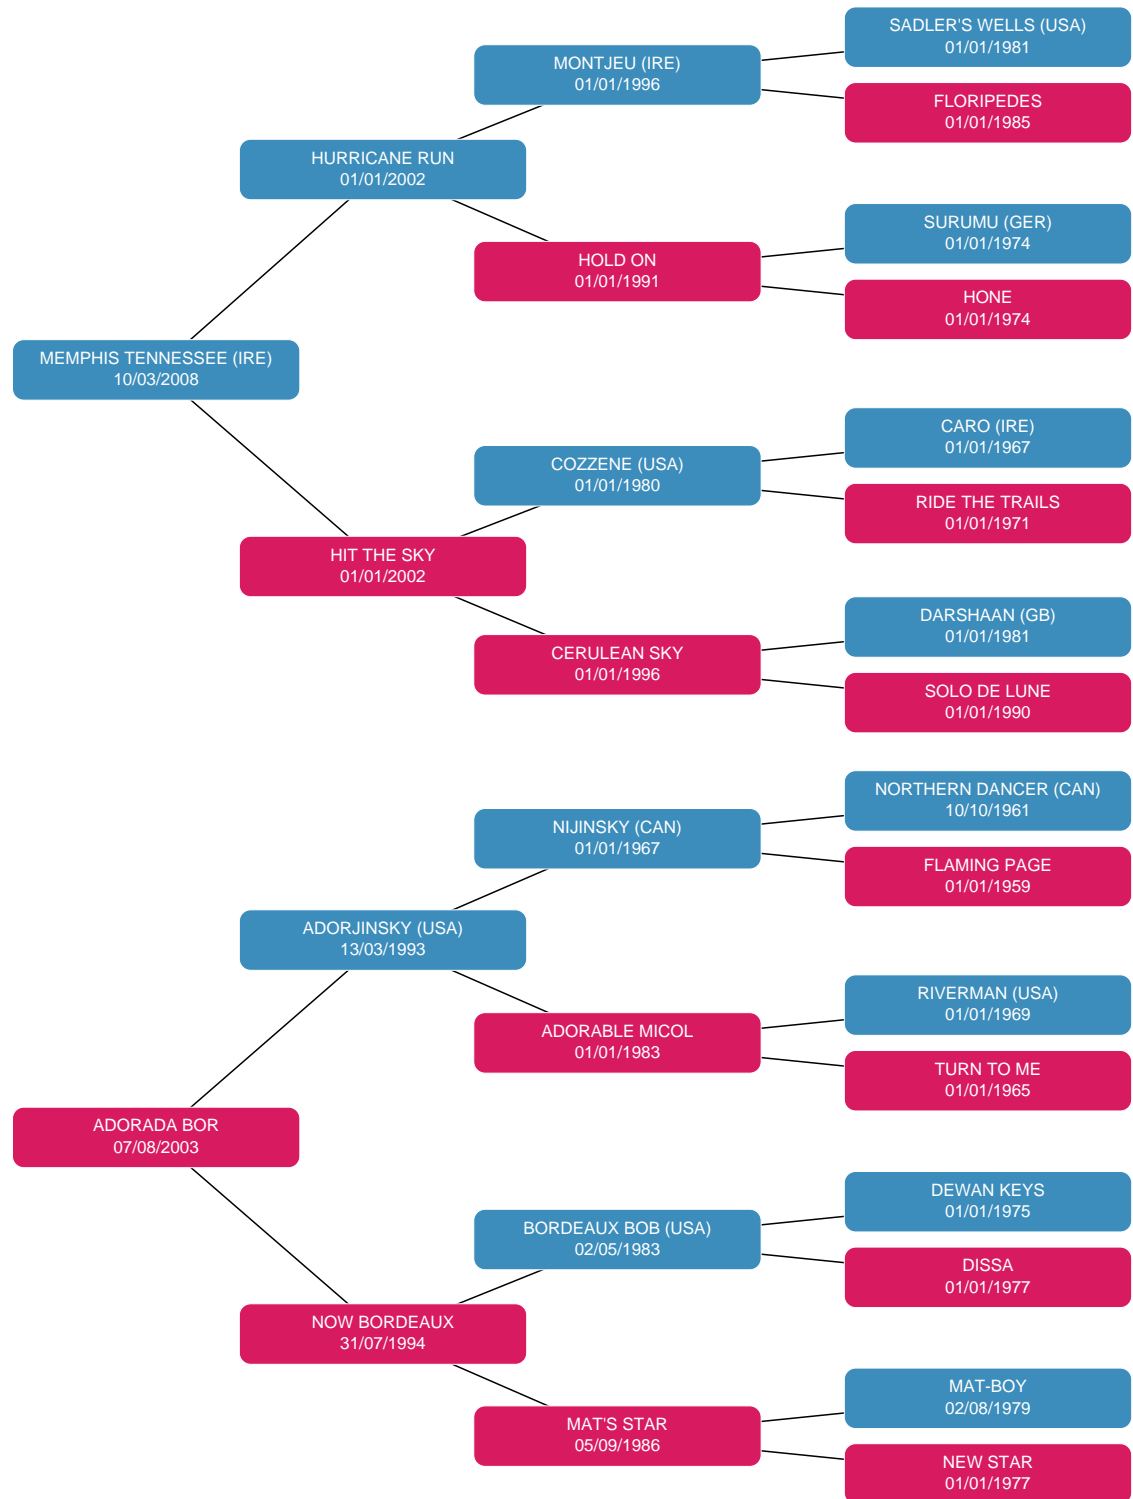 SADLER'S WELLS (USA)
01/01/1981
MONTJEU (IRE)
01/01/1996
FLORIPEDES
01/01/1985
HURRICANE RUN
01/01/2002
SURUMU (GER)
01/01/1974
HOLD ON
01/01/1991
HONE
01/01/1974
MEMPHIS TENNESSEE (IRE)
10/03/2008
CARO (IRE)
01/01/1967
COZZENE (USA)
01/01/1980
RIDE THE TRAILS
01/01/1971
HIT THE SKY
01/01/2002
DARSHAAN (GB)
01/01/1981
CERULEAN SKY
01/01/1996
SOLO DE LUNE
01/01/1990
NORTHERN DANCER (CAN)
10/10/1961
NIJINSKY (CAN)
01/01/1967
FLAMING PAGE
01/01/1959
ADORJINSKY (USA)
13/03/1993
RIVERMAN (USA)
01/01/1969
ADORABLE MICOL
01/01/1983
TURN TO ME
01/01/1965
ADORADA BOR
07/08/2003
DEWAN KEYS
01/01/1975
BORDEAUX BOB (USA)
02/05/1983
DISSA
01/01/1977
NOW BORDEAUX
31/07/1994
MAT-BOY
02/08/1979
MAT'S STAR
05/09/1986
NEW STAR
01/01/1977